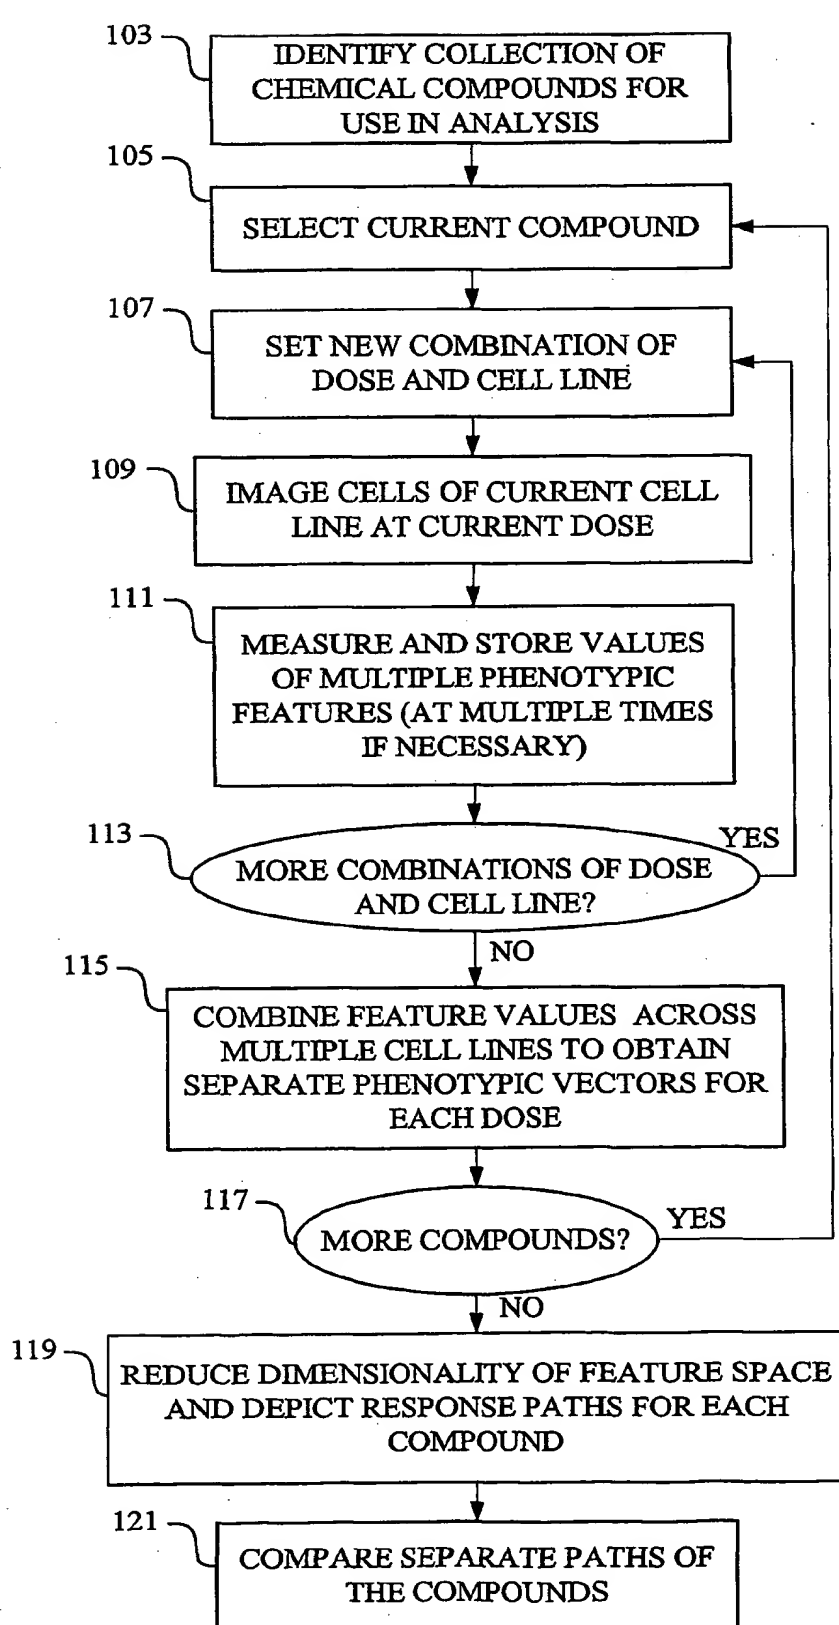 103
IDENTIFY COLLECTION OF
CHEMICAL COMPOUNDS FOR
USE IN ANALYSIS
105
SELECT CURRENT COMPOUND
107
SET NEW COMBINATION OF
DOSE AND CELL LINE
109
IMAGE CELLS OF CURRENT CELL
LINE AT CURRENT DOSE
111
MEASURE AND STORE VALUES
OF MULTIPLE PHENOTYPIC
FEATURES (AT MULTIPLE TIMES
IF NECESSARY)
113
YES
MORE COMBINATIONS OF DOSE
AND CELL LINE?
NO
115
COMBINE FEATURE VALUES ACROSS
MULTIPLE CELL LINES TO OBTAIN
SEPARATE PHENOTYPIC VECTORS FOR
EACH DOSE
117
YES
MORE COMPOUNDS?
NO
119
REDUCE DIMENSIONALITY OF FEATURE SPACE
AND DEPICT RESPONSE PATHS FOR EACH
COMPOUND
121
COMPARE SEPARATE PATHS OF
THE COMPOUNDS